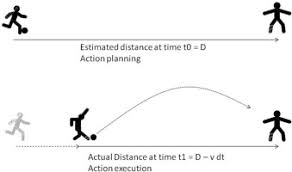 Estimated distance at time t0 = D
Action planning
Actual Distance at time t1 = D – v dt
Action execution